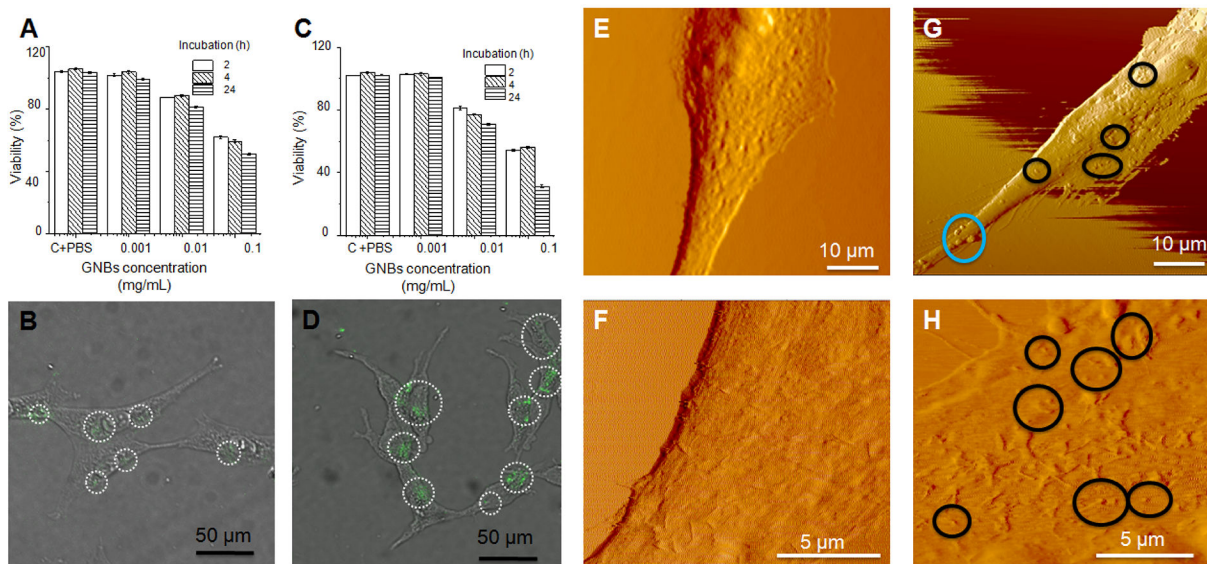 A
Incubation (h)
2
4
24
120
80
40
0
Viability (%)
C+PBS 0.001 0.01 0.1
GNBs concentration
(mg/mL)
B
50 μm
C
Incubation (h)
2
4
24
120
80
40
0
Viability (%)
C +PBS 0.001 0.01 0.1
GNBs concentration
(mg/mL)
D
50 μm
E
10 μm
F
5 μm
G
10 μm
H
5 μm